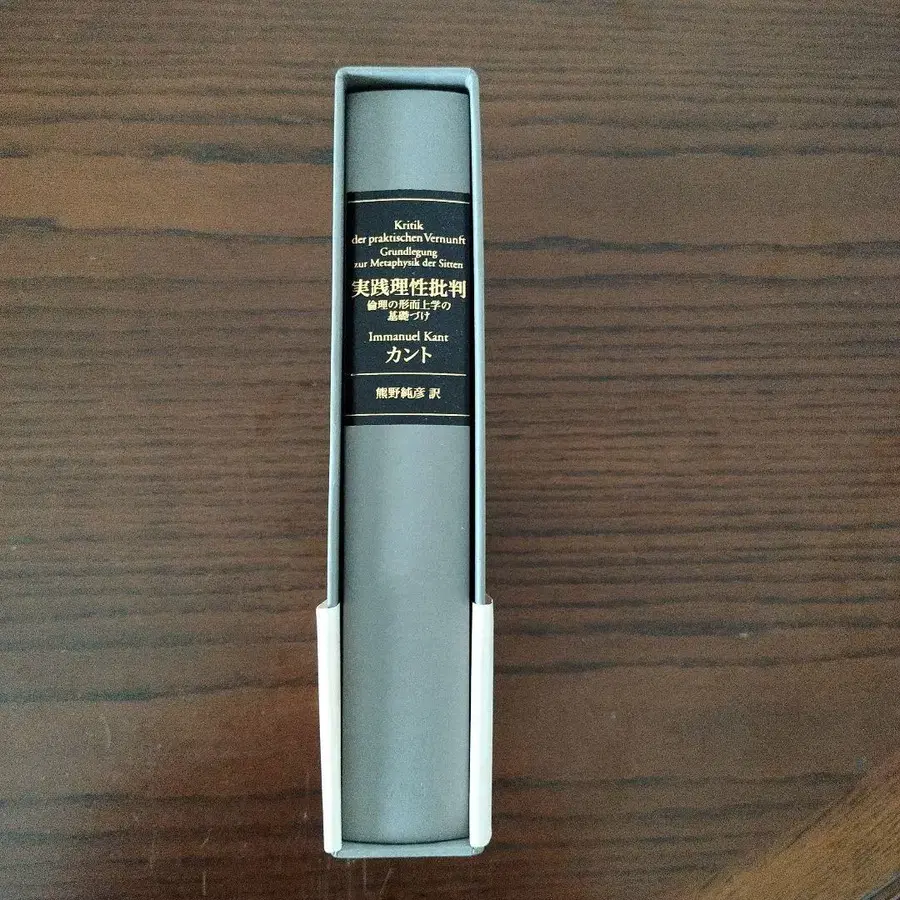 Kritik
der praktischen Vernunft
Grundlegung
zur Metaphysik der Sitten
実践理性批判
倫理の形而上学の
基礎づけ
Immanuel Kant
カント
熊野純彦 訳